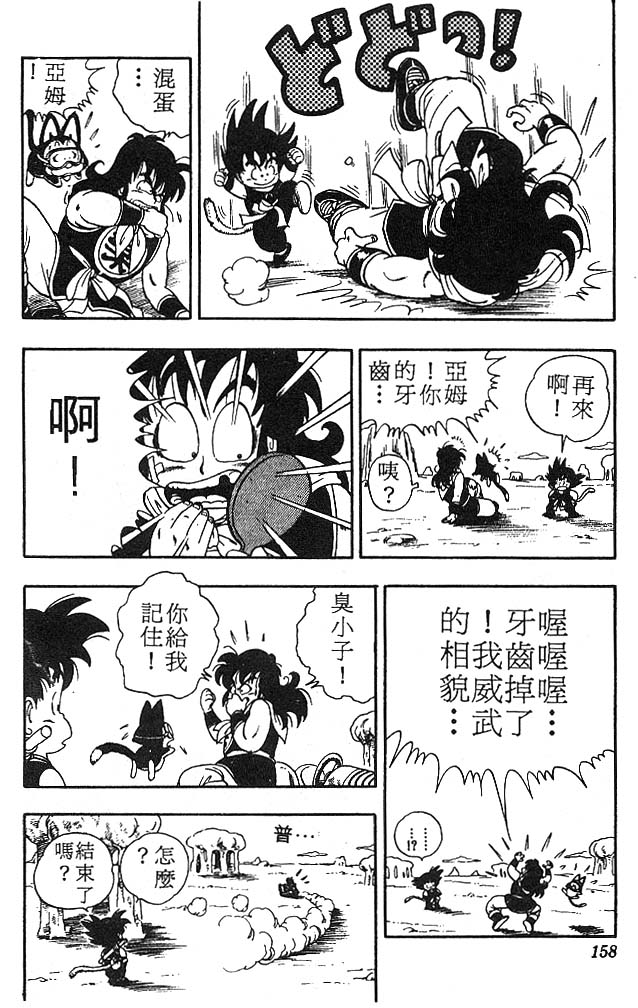 どどっ!
混蛋
…
亞姆
!
再來
啊!
亞姆
!你
的牙
齒…
咦?
啊!
喔喔喔…
牙齒掉了
!我威武
的相貌…
……
!?
臭小子!
你給我
記住!
普…
怎麼
?
結束了
嗎?
158